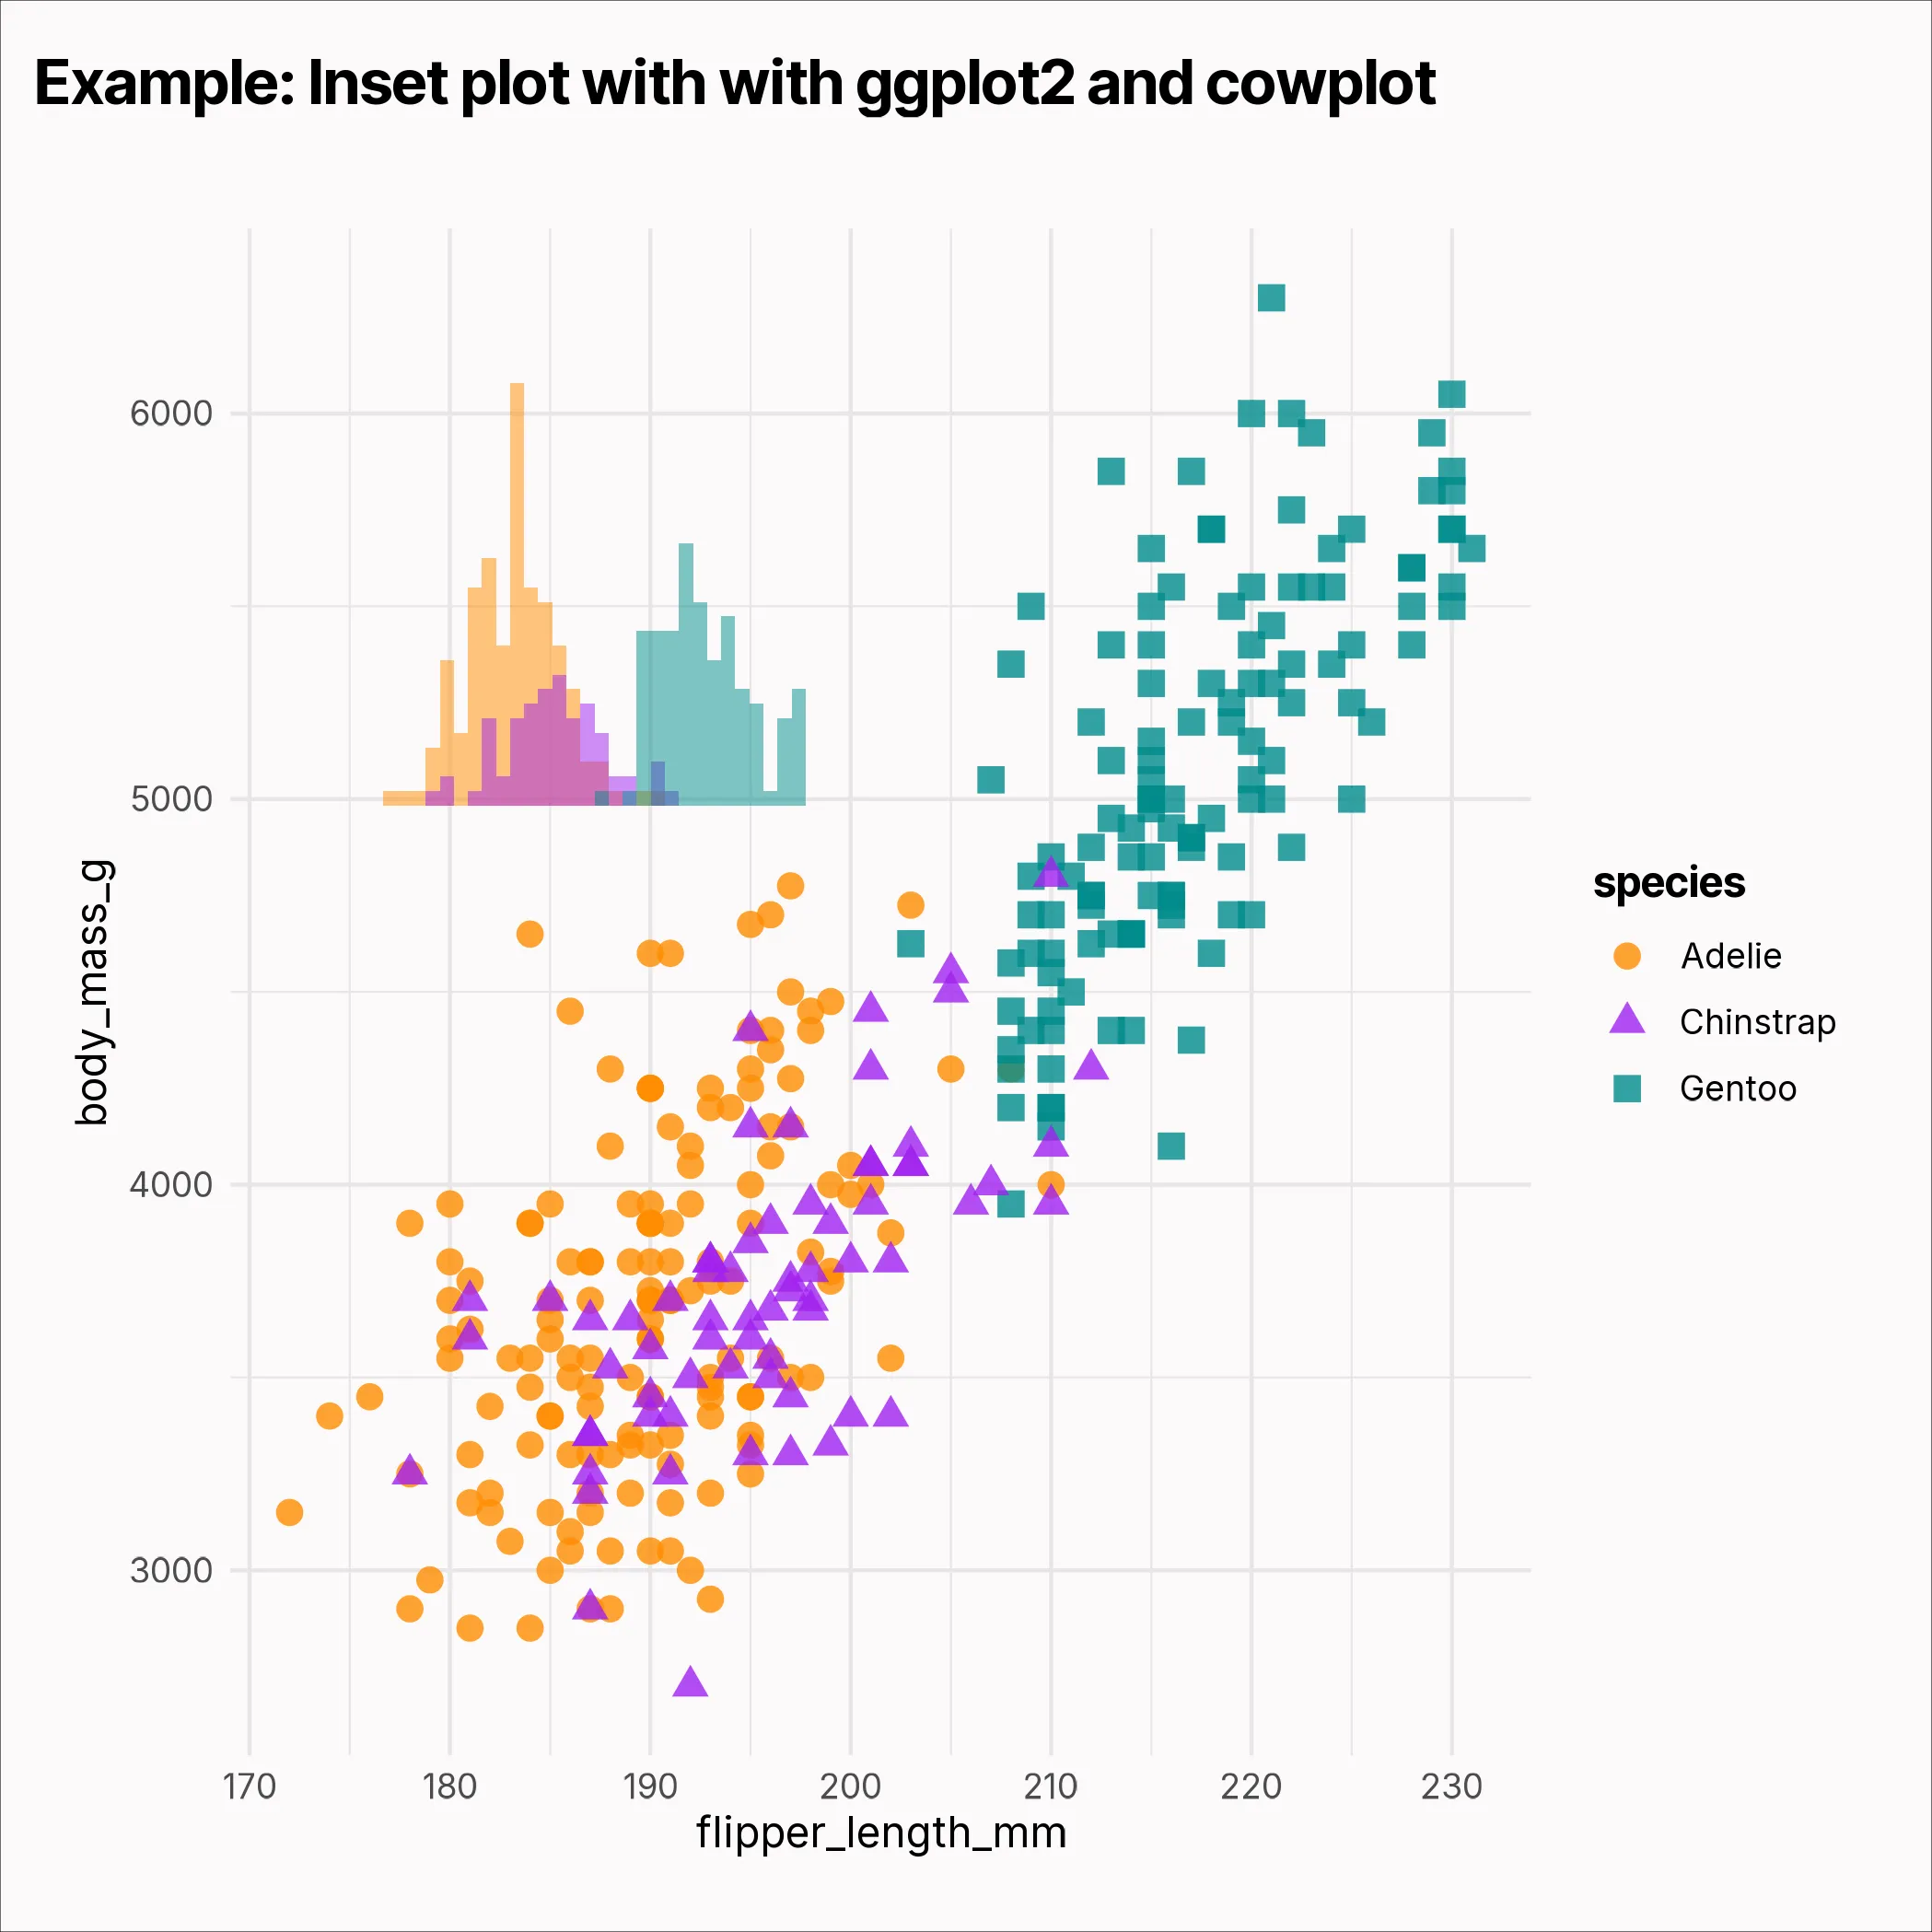 Example: Inset plot with with ggplot2 and cowplot
6000
5000
4000
3000
body_mass_g
170 180 190 200 210 220 230
flipper_length_mm
species
Adelie
Chinstrap
Gentoo